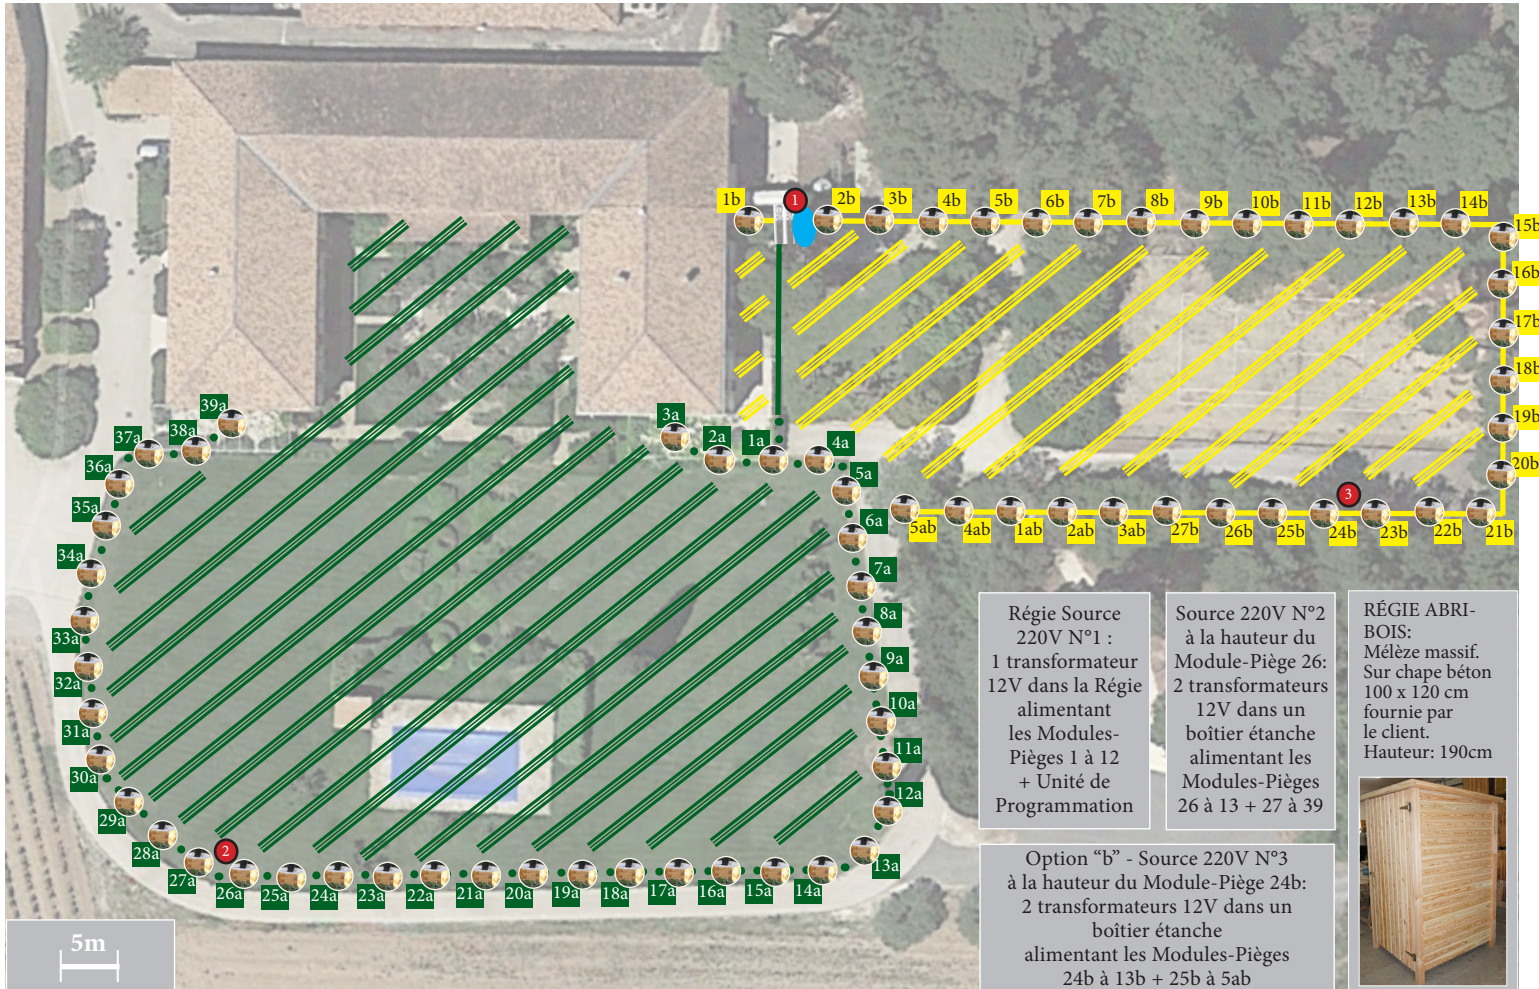 1b
1
2b
3b
4b
5b
6b
7b
8b
9b
10b
11b
12b
13b
14b
15b
16b
17b
18b
19b
20b
21b
22b
23b
3
24b
25b
26b
27b
3ab
2ab
1ab
4ab
5ab
39a
38a
37a
36a
35a
34a
33a
32a
31a
30a
29a
28a
27a
2
26a
25a
24a
23a
22a
21a
20a
19a
18a
17a
16a
15a
14a
13a
12a
11a
10a
9a
8a
7a
6a
5a
4a
1a
2a
3a
Régie Source
220V N°1 :
1 transformateur
12V dans la Régie
alimentant
les Modules-
Pièges 1 à 12
+ Unité de
Programmation
Source 220V N°2
à la hauteur du
Module-Piège 26:
2 transformateurs
12V dans un
boîtier étanche
alimentant les
Modules-Pièges
26 à 13 + 27 à 39
RÉGIE ABRI-
BOIS:
Mélèze massif.
Sur chape béton
100 x 120 cm
fournie par
le client.
Hauteur: 190cm
Option “b” - Source 220V N°3
à la hauteur du Module-Piège 24b:
2 transformateurs 12V dans un
boîtier étanche
alimentant les Modules-Pièges
24b à 13b + 25b à 5ab
5m